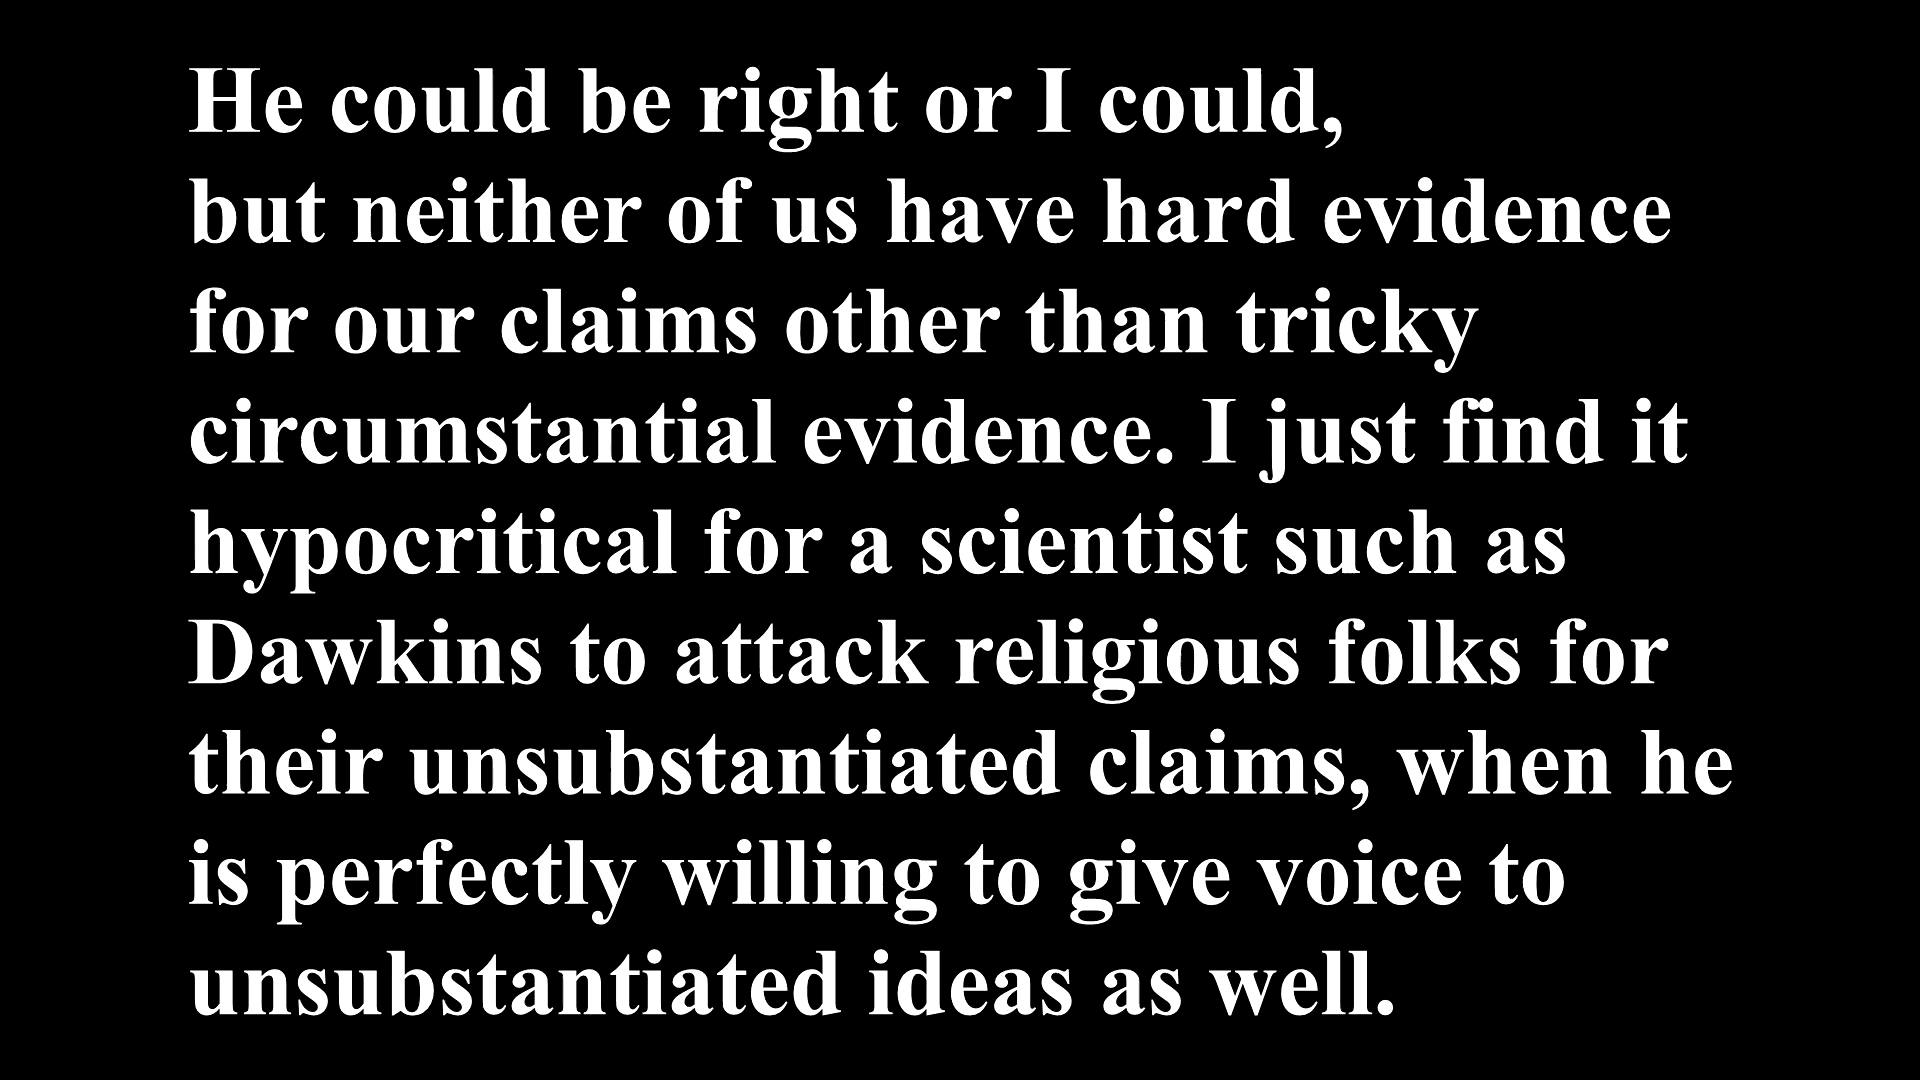 He could be right or I could,
but neither of us have hard evidence
for our claims other than tricky
circumstantial evidence. I just find it
hypocritical for a scientist such as
Dawkins to attack religious folks for
their unsubstantiated claims, when he
is perfectly willing to give voice to
unsubstantiated ideas as well.